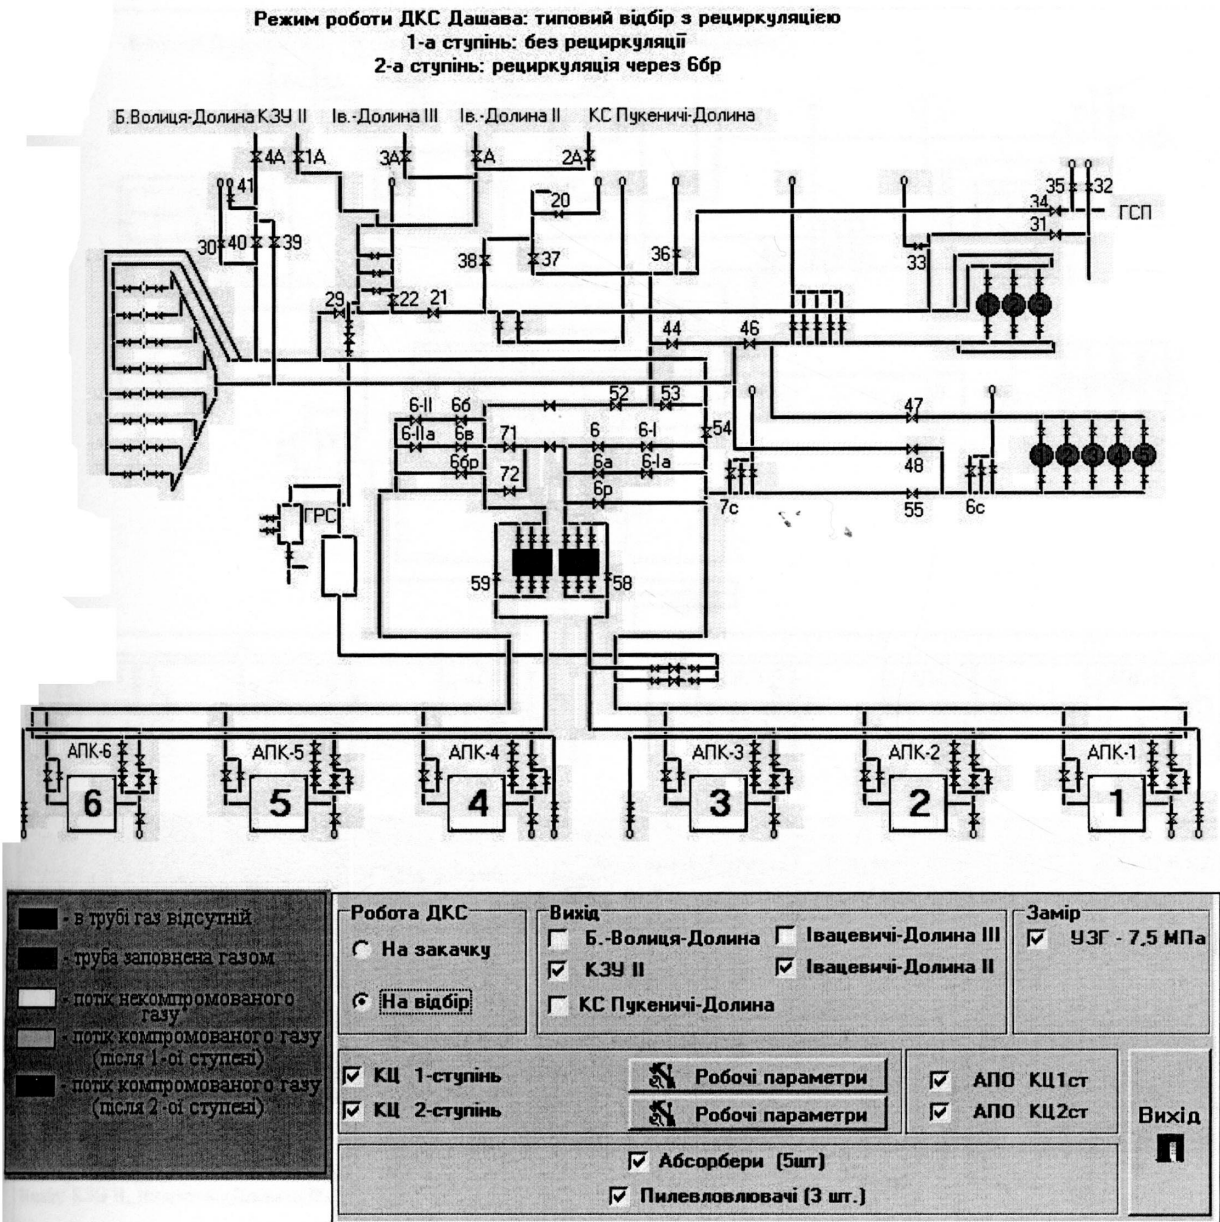 Режим роботи ДКС Дашава: типовий відбір з рециркуляцією
1-а ступінь: без рециркуляції
2-а ступінь: рециркуляція через 6бр
Б.Волиця-Долина КЗУ II Ів.-Долина III Ів.-Долина II КС Пукеничі-Долина
4А 1А 3А А 2А
41 20 35 32
34 ГСП
30 40 39 38 37 36 33 31
29 22 21
44 46
52 53
6-II 6б 47
6-IIа 6в 71 6 6-I 54
48
6бр 72 6а 6-Iа
6р 7с 55 6с
ГРС
1 2 3 4 5
59 58
АПК-6 АПК-5 АПК-4 АПК-3 АПК-2 АПК-1
6 5 4 3 2 1
- в трубі газ відсутній
- труба заповнена газом
- потік некомпромованого
газу
- потік компромованого газу
(після 1-ої ступені)
- потік компромованого газу
(після 2-ої ступені)
Робота ДКС
На закачку
На відбір
Вихід
Б.-Волиця-Долина
Івацевичі-Долина III
КЗУ II
Івацевичі-Долина II
КС Пукеничі-Долина
Замір
УЗГ - 7,5 МПа
КЦ 1-ступінь
Робочі параметри
КЦ 2-ступінь
Робочі параметри
АПО КЦ1ст
АПО КЦ2ст
Вихід
Абсорбери (5шт)
Пилевловлювачі (3 шт.)